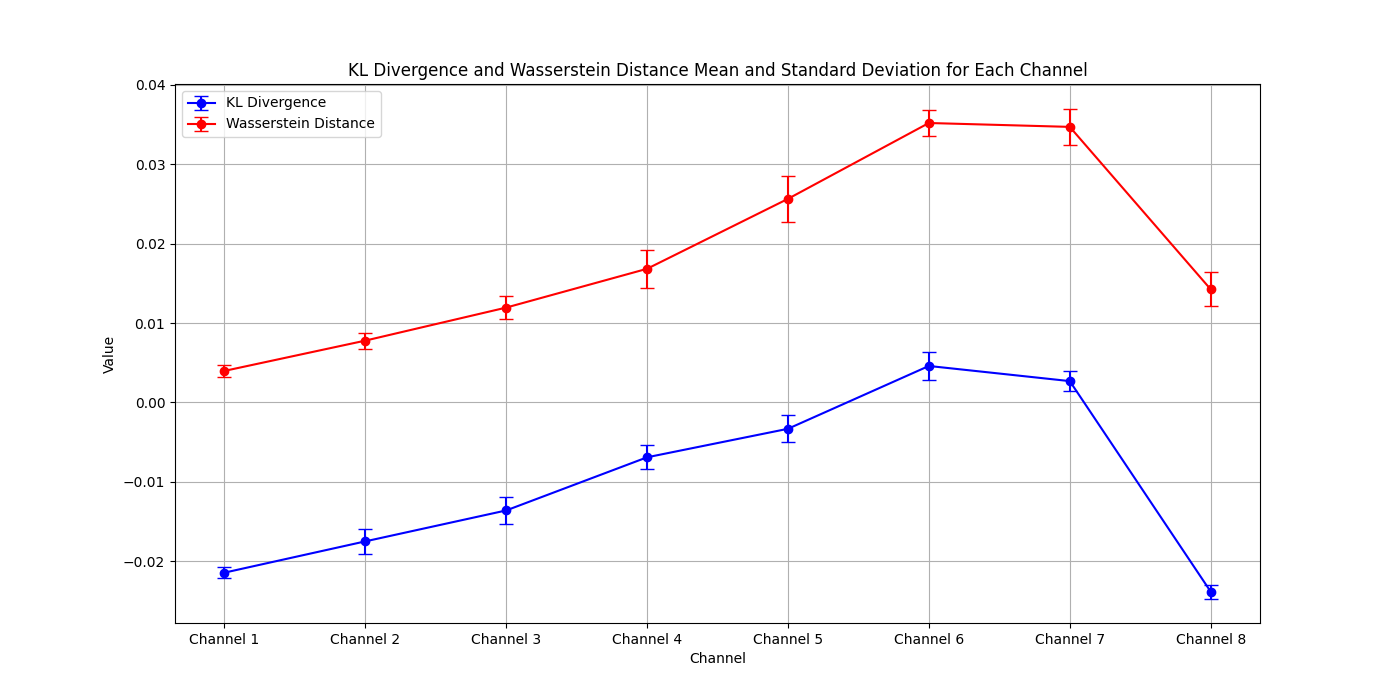 KL Divergence and Wasserstein Distance Mean and Standard Deviation for Each Channel
KL Divergence
Wasserstein Distance
0.04
0.03
0.02
0.01
0.00
−0.01
−0.02
Value
Channel 1 Channel 2 Channel 3 Channel 4 Channel 5 Channel 6 Channel 7 Channel 8
Channel